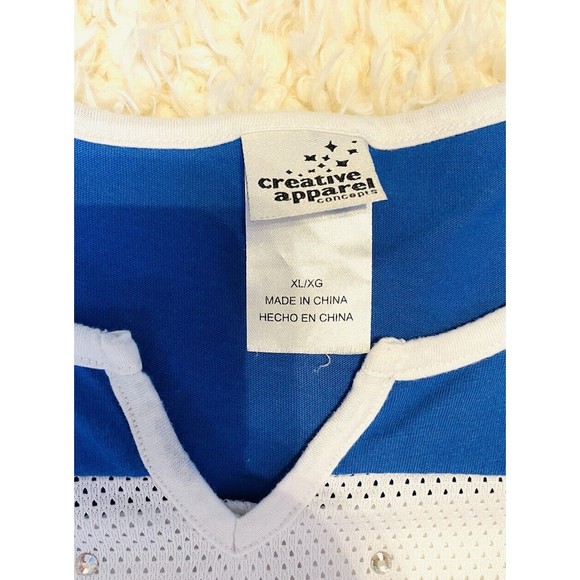 creative
apparel
concepts
XL/XG
MADE IN CHINA
HECHO EN CHINA